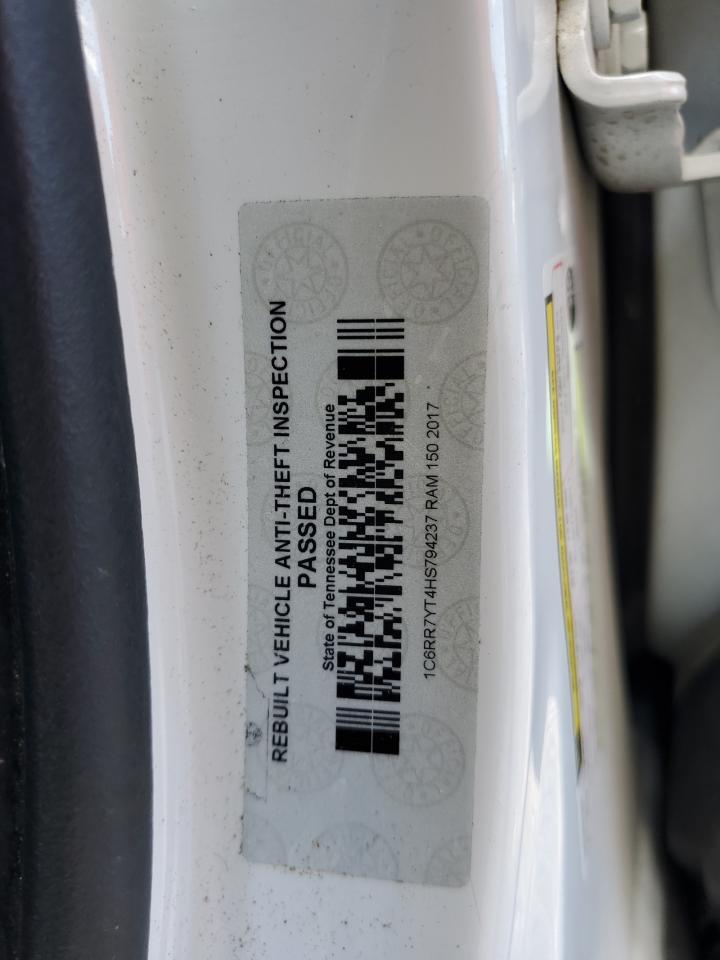 REBUILT VEHICLE ANTI-THEFT INSPECTION
PASSED
State of Tennessee Dept of Revenue
1C6RR7YT4HS794237 RAM 150 2017